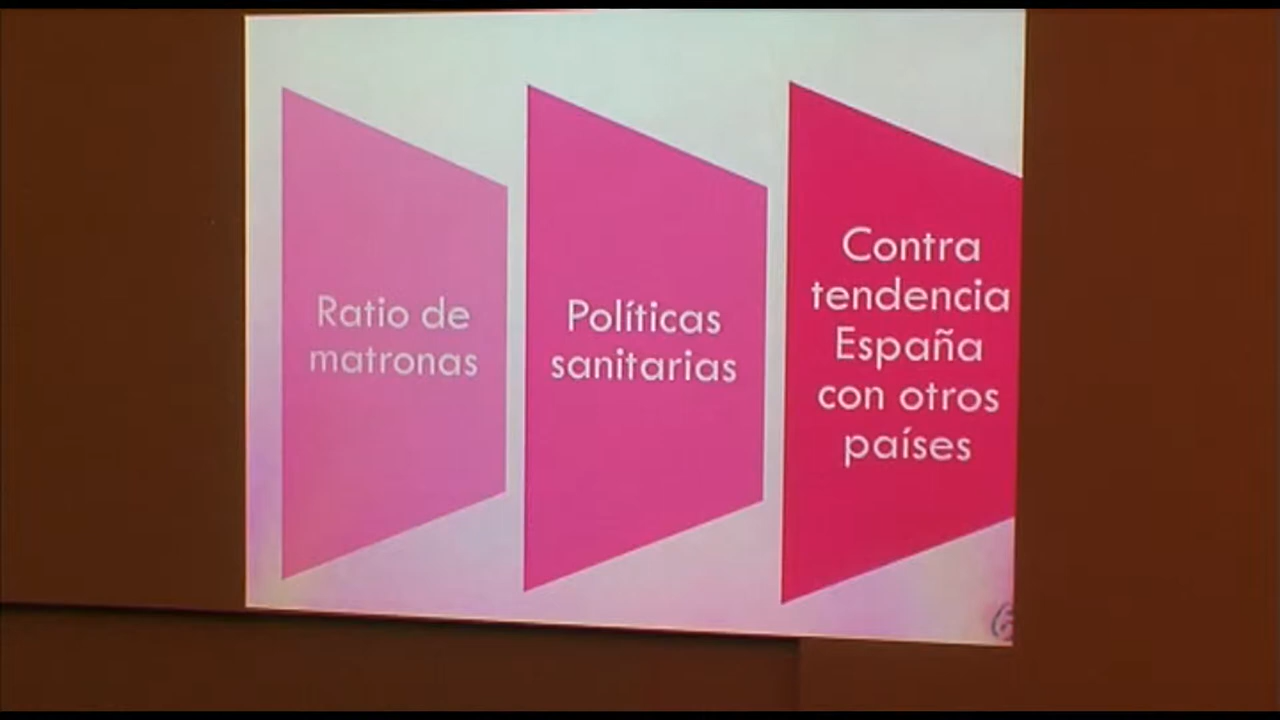 Ratio de
matronas
Políticas
sanitarias
Contra
tendencia
España
con otros
países